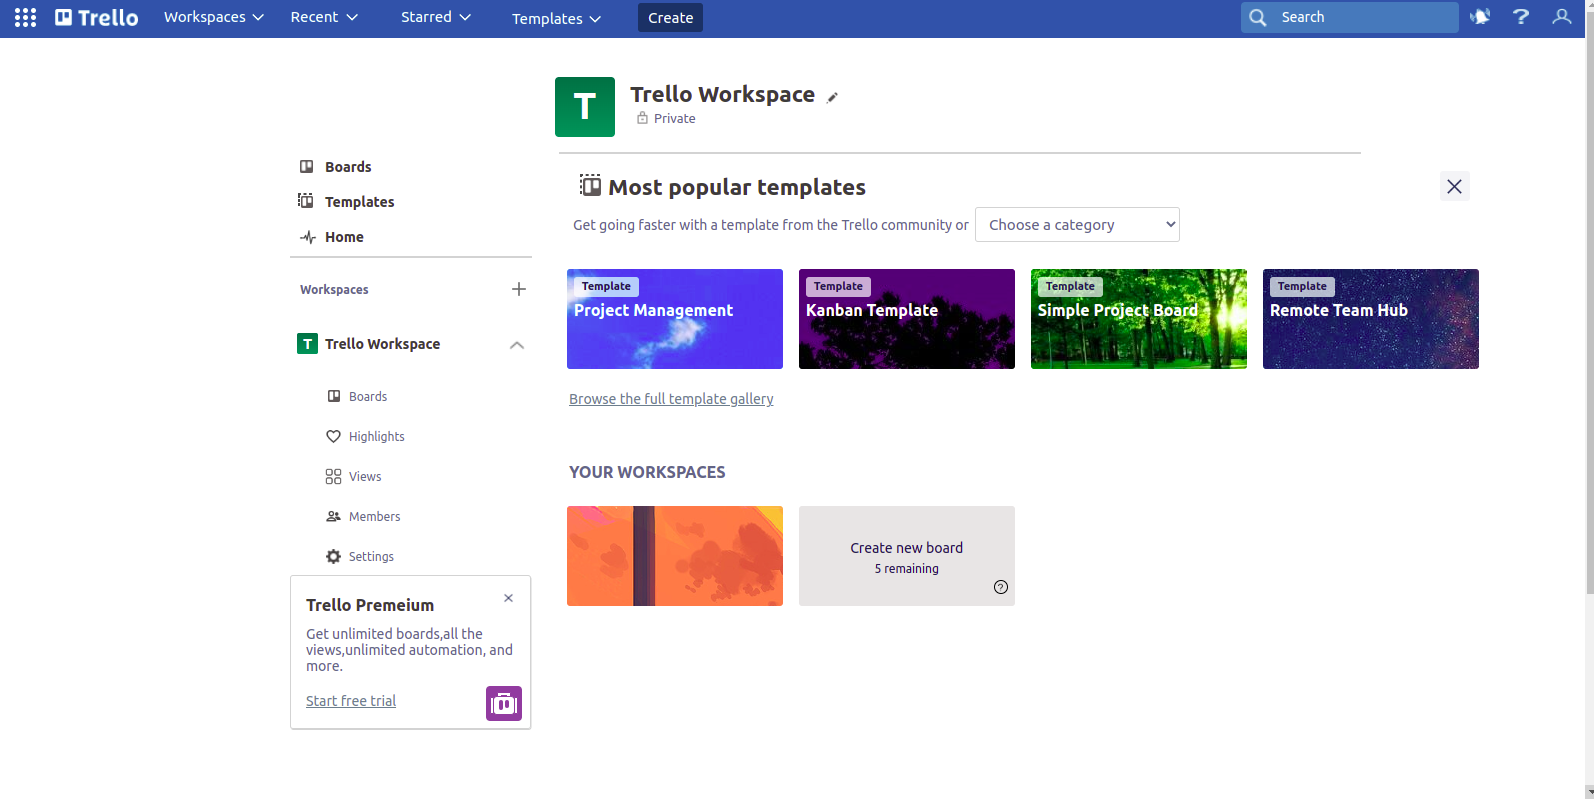 Trello
Workspaces
Recent
Starred
Templates
Create
Search
T
Trello Workspace
Private
Boards
Templates
Home
Workspaces
T
Trello Workspace
Boards
Highlights
Views
Members
Settings
Trello Premeium
Get unlimited boards,all the
views,unlimited automation, and
more.
Start free trial
Most popular templates
Get going faster with a template from the Trello community or
Choose a category
Template
Project Management
Template
Kanban Template
Template
Simple Project Board
Template
Remote Team Hub
Browse the full template gallery
YOUR WORKSPACES
Create new board
5 remaining